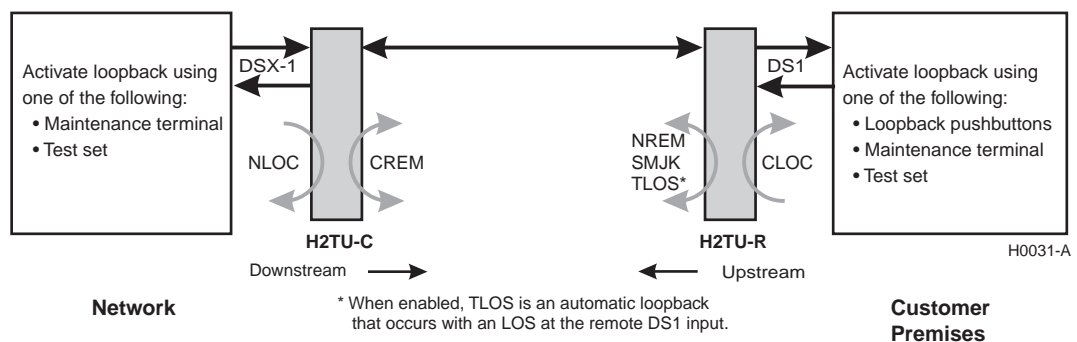 Activate loopback using
one of the following:
• Maintenance terminal
• Test set
DSX-1
NLOC
CREM
H2TU-C
NREM
SMJK
TLOS*
CLOC
H2TU-R
DS1
Activate loopback using
one of the following:
• Loopback pushbuttons
• Maintenance terminal
• Test set
H0031-A
Downstream
Upstream
Network
* When enabled, TLOS is an automatic loopback
that occurs with an LOS at the remote DS1 input.
Customer
Premises